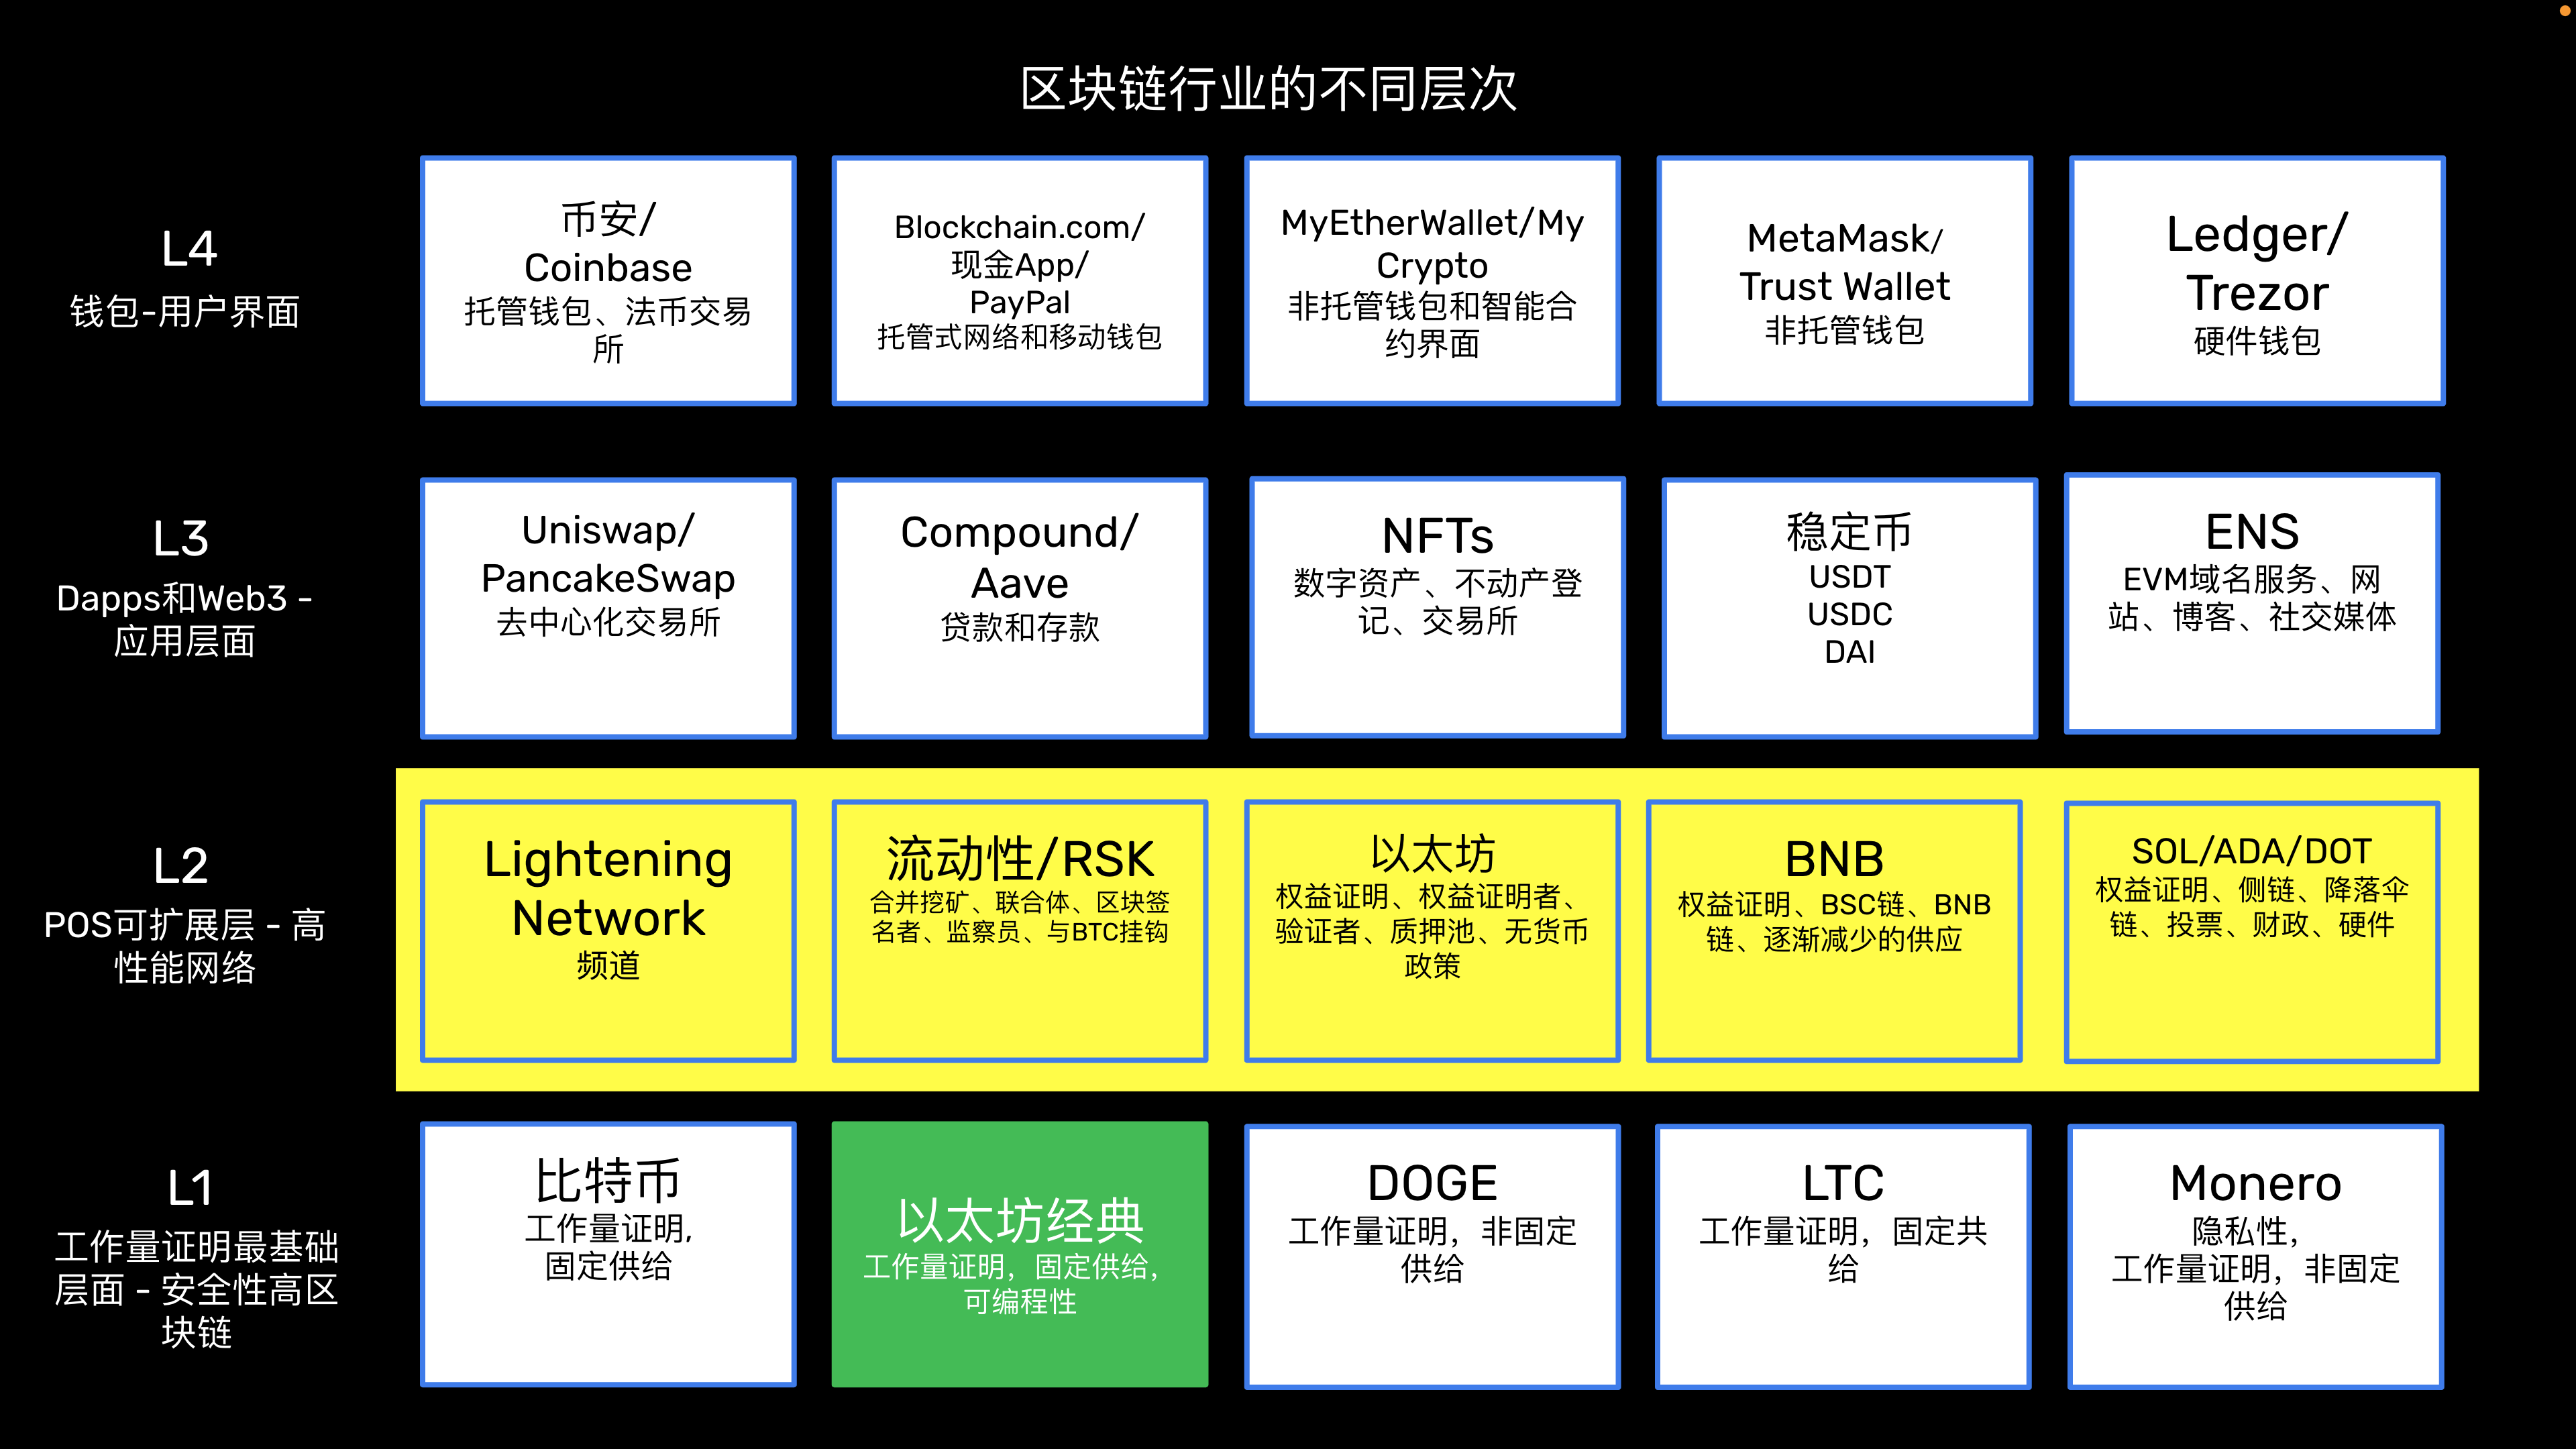 区块链行业的不同层次
L4
钱包-用户界面
币安/
Coinbase
托管钱包、法币交易
所
Blockchain.com/
现金App/
PayPal
托管式网络和移动钱包
MyEtherWallet/My
Crypto
非托管钱包和智能合
约界面
MetaMask/
Trust Wallet
非托管钱包
Ledger/
Trezor
硬件钱包
L3
Dapps和Web3 -
应用层面
Uniswap/
PancakeSwap
去中心化交易所
Compound/
Aave
贷款和存款
NFTs
数字资产、不动产登
记、交易所
稳定币
USDT
USDC
DAI
ENS
EVM域名服务、网
站、博客、社交媒体
L2
POS可扩展层 - 高
性能网络
Lightening
Network
频道
流动性/RSK
合并挖矿、联合体、区块签
名者、监察员、与BTC挂钩
以太坊
权益证明、权益证明者、
验证者、质押池、无货币
政策
BNB
权益证明、BSC链、BNB
链、逐渐减少的供应
SOL/ADA/DOT
权益证明、侧链、降落伞
链、投票、财政、硬件
L1
工作量证明最基础
层面 - 安全性高区
块链
比特币
工作量证明,
固定供给
以太坊经典
工作量证明，固定供给，
可编程性
DOGE
工作量证明，非固定
供给
LTC
工作量证明，固定共
给
Monero
隐私性，
工作量证明，非固定
供给